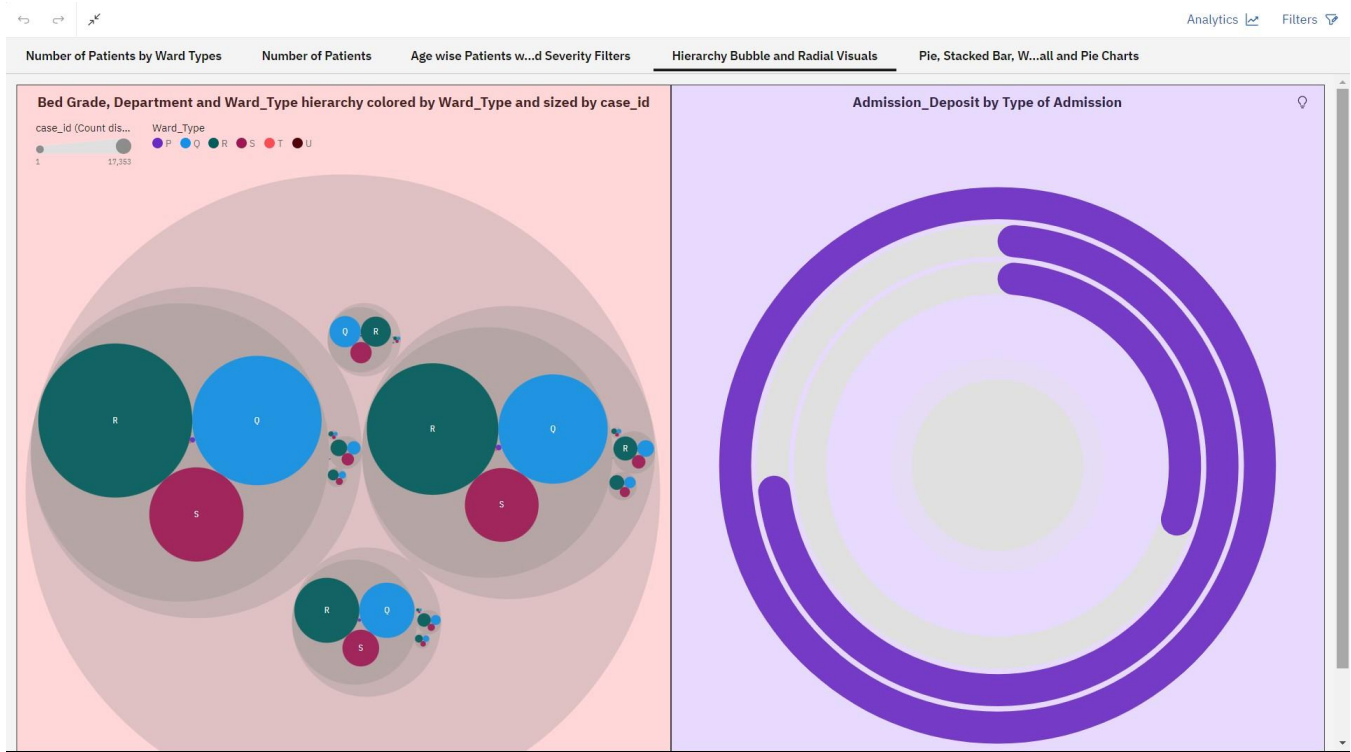 Analytics
Filters
Number of Patients by Ward Types
Number of Patients
Age wise Patients w...d Severity Filters
Hierarchy Bubble and Radial Visuals
Pie, Stacked Bar, W...all and Pie Charts
Bed Grade, Department and Ward_Type hierarchy colored by Ward_Type and sized by case_id
case_id (Count dis...
1
17,353
Ward_Type
P Q R S T U
Q R
R Q
R Q
R
S
S
R Q
S
Admission_Deposit by Type of Admission